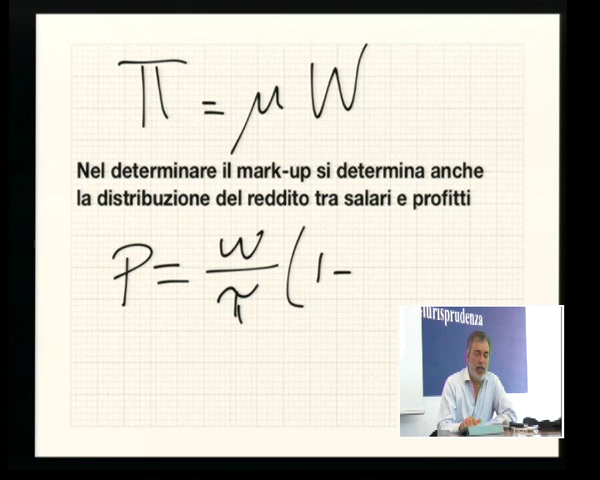 Π = μ W
Nel determinare il mark-up si determina anche
la distribuzione del reddito tra salari e profitti
P = w/π (1 -
iurisprudenza